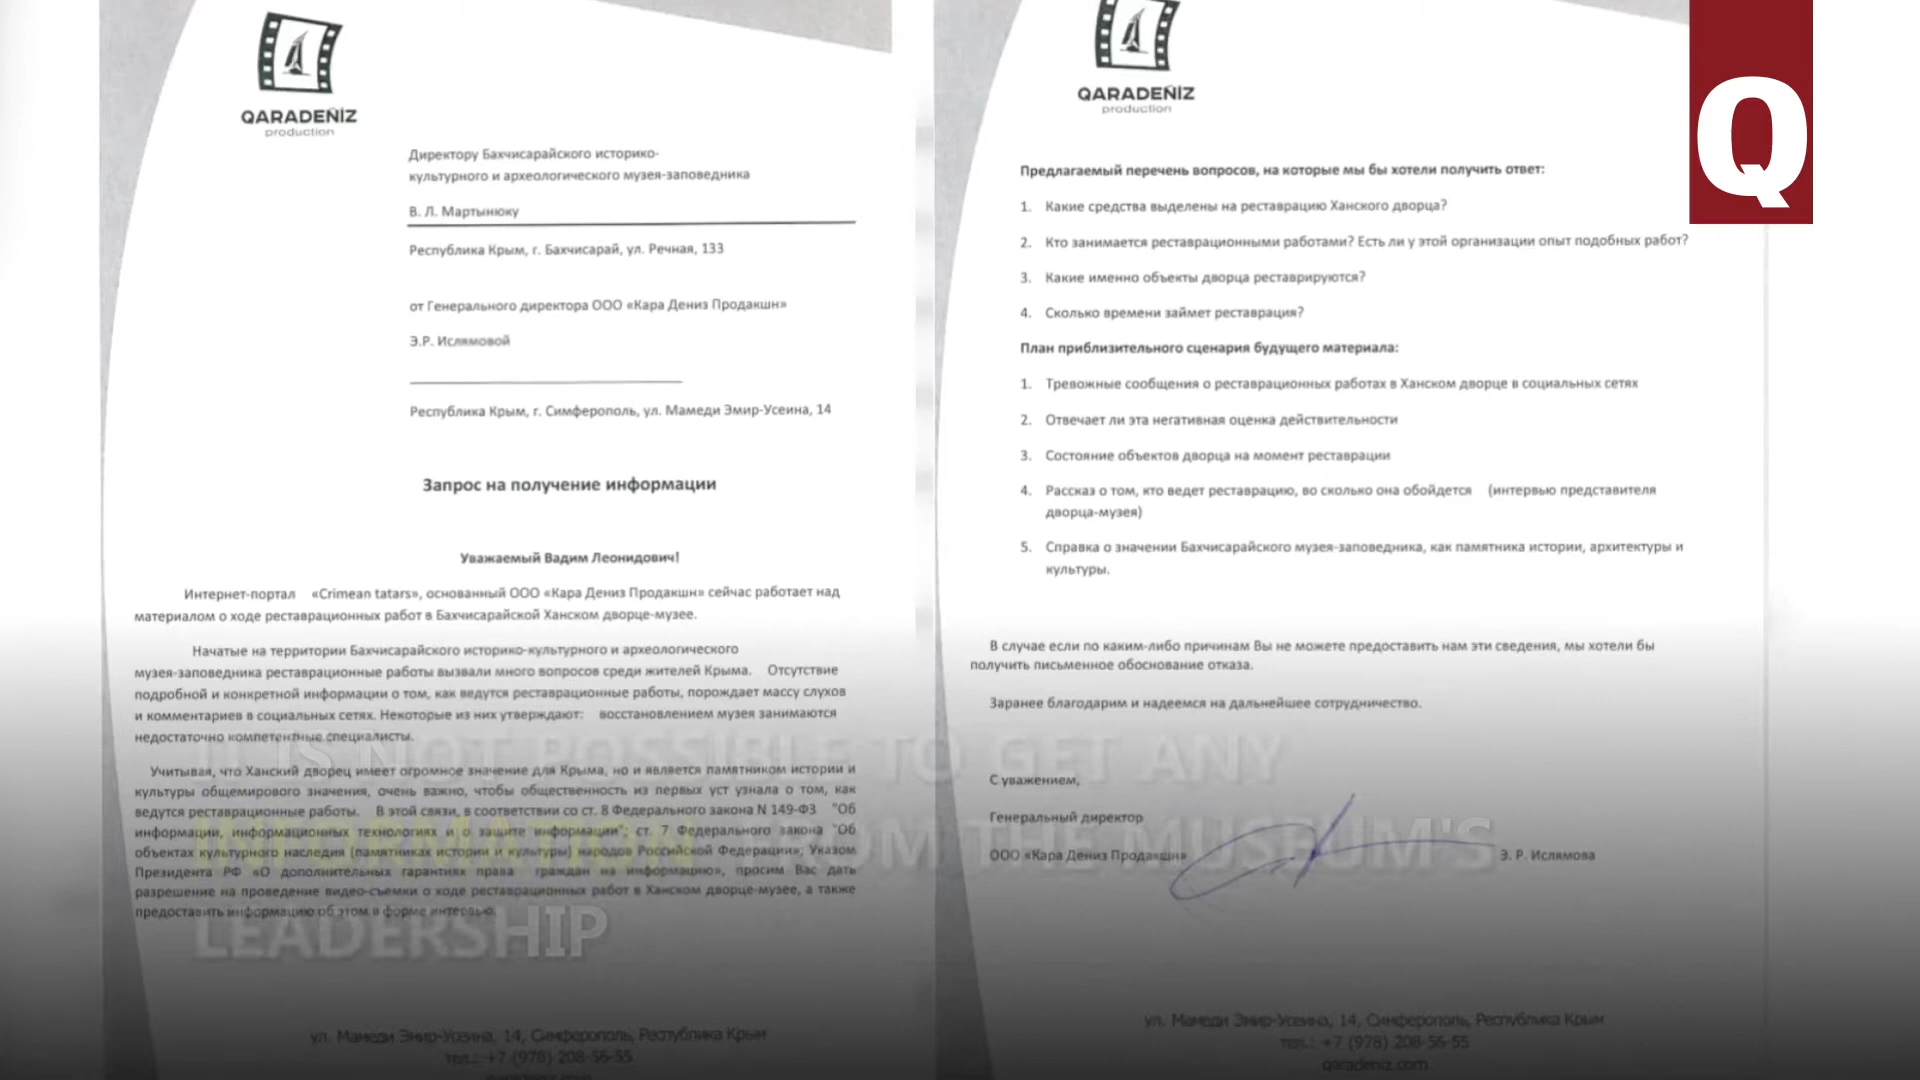 QARADENİZ
production
Директору Бахчисарайского историко-
культурного и археологического музея-заповедника
В. Л. Мартынюку
Республика Крым, г. Бахчисарай, ул. Речная, 133
от Генерального директора ООО «Кара Дениз Продакшн»
Э.Р. Ислямовой
Республика Крым, г. Симферополь, ул. Мамеди Эмир-Усеина, 14
Запрос на получение информации
Уважаемый Вадим Леонидович!
Интернет-портал «Crimean tatars», основанный ООО «Кара Дениз Продакшн» сейчас работает над
материалом о ходе реставрационных работ в Бахчисарайской Ханском дворце-музее.
Начатые на территории Бахчисарайского историко-культурного и археологического
музея-заповедника реставрационные работы вызвали много вопросов среди жителей Крыма. Отсутствие
подробной и конкретной информации о том, как ведутся реставрационные работы, порождает массу слухов
и комментариев в социальных сетях. Некоторые из них утверждают: восстановлением музея занимаются
недостаточно компетентные специалисты.
Учитывая, что Ханский дворец имеет огромное значение для Крыма, но и является памятником истории и
культуры общемирового значения, очень важно, чтобы общественность из первых уст узнала о том, как
ведутся реставрационные работы. В этой связи, в соответствии со ст. 8 Федерального закона N 149-ФЗ "Об
информации, информационных технологиях и о защите информации"; ст. 7 Федерального закона "Об
объектах культурного наследия (памятниках истории и культуры) народов Российской Федерации»; Указом
Президента РФ «О дополнительных гарантиях права граждан на информацию», просим Вас дать
разрешение на проведение видео-съемки о ходе реставрационных работ в Ханском дворце-музее, а также
предоставить информацию об этом в форме интервью.
ул. Мамеди Эмир-Усеина, 14, Симферополь, Республика Крым
тел.: +7 (978) 208-56-55
qaradeniz.com
QARADENİZ
production
Предлагаемый перечень вопросов, на которые мы бы хотели получить ответ:
1. Какие средства выделены на реставрацию Ханского дворца?
2. Кто занимается реставрационными работами? Есть ли у этой организации опыт подобных работ?
3. Какие именно объекты дворца реставрируются?
4. Сколько времени займет реставрация?
План приблизительного сценария будущего материала:
1. Тревожные сообщения о реставрационных работах в Ханском дворце в социальных сетях
2. Отвечает ли эта негативная оценка действительности
3. Состояние объектов дворца на момент реставрации
4. Рассказ о том, кто ведет реставрацию, во сколько она обойдется (интервью представителя
дворца-музея)
5. Справка о значении Бахчисарайского музея-заповедника, как памятника истории, архитектуры и
культуры.
В случае если по каким-либо причинам Вы не можете предоставить нам эти сведения, мы хотели бы
получить письменное обоснование отказа.
Заранее благодарим и надеемся на дальнейшее сотрудничество.
С уважением,
Генеральный директор
ООО «Кара Дениз Продакшн» Э. Р. Ислямова
ул. Мамеди Эмир-Усеина, 14, Симферополь, Республика Крым
тел.: +7 (978) 208-56-55
qaradeniz.com
Q
IT IS NOT POSSIBLE TO GET ANY
INFORMATION FROM THE MUSEUM'S
LEADERSHIP